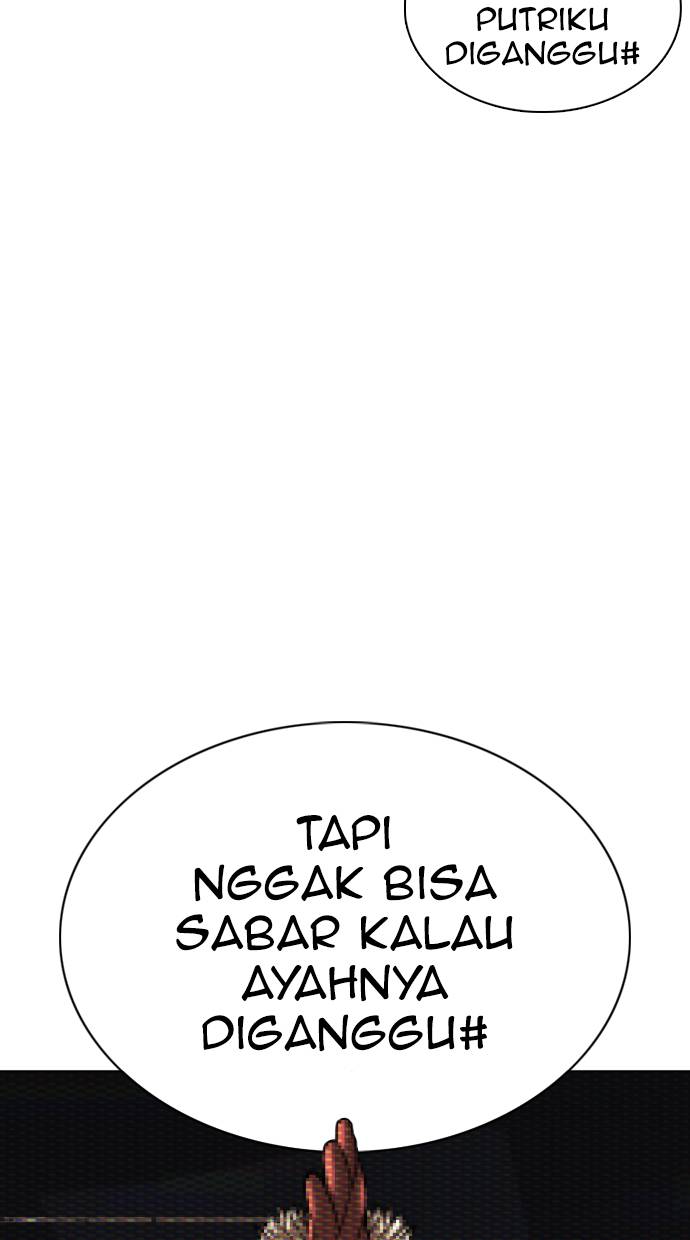 PUTRIKU
DIGANGGU#
TAPI
NGGAK BISA
SABAR KALAU
AYAHNYA
DIGANGGU#